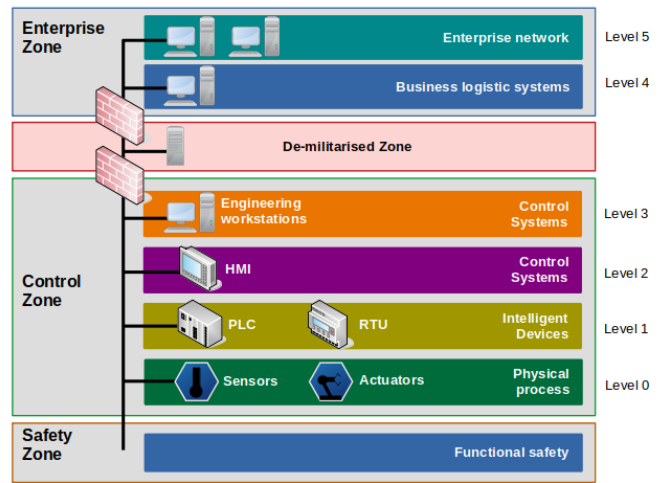 Enterprise
Zone
Enterprise network
Level 5
Business logistic systems
Level 4
De-militarised Zone
Control
Zone
Engineering
workstations
Control
Systems
Level 3
HMI
Control
Systems
Level 2
PLC
RTU
Intelligent
Devices
Level 1
Sensors
Actuators
Physical
process
Level 0
Safety
Zone
Functional safety